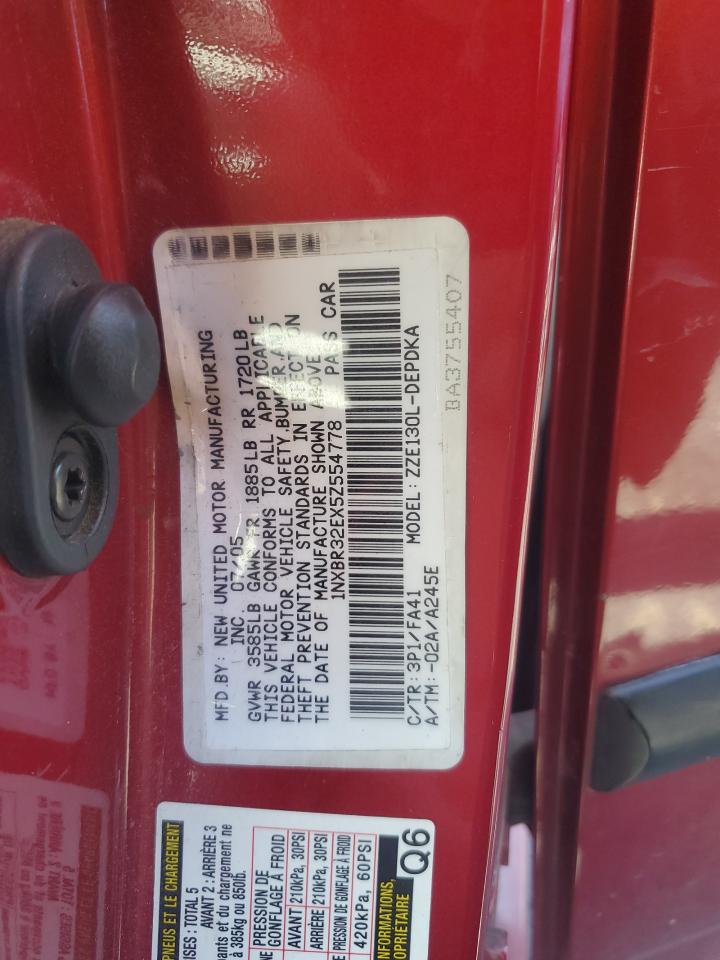 MFD.BY: NEW UNITED MOTOR MANUFACTURING
INC. 07/05
GVWR 3585LB GAWR FR 1885LB RR 1720LB
THIS VEHICLE CONFORMS TO ALL APPLICABLE
FEDERAL MOTOR VEHICLE SAFETY,BUMPER,AND
THEFT PREVENTION STANDARDS IN EFFECT ON
THE DATE OF MANUFACTURE SHOWN ABOVE.
1NXBR32EX5Z554778 PASS CAR
C/TR: 3P1/FA41 MODEL: ZZE130L-DEPDKA
A/TM: -02A/A245E
BA3755407
PNEUS ET LE CHARGEMENT
TOTAL 5 AVANT 2 : ARRIÈRE 3
et du chargement ne
à 385kg ou 850lb.
PRESSION DE
GONFLAGE À FROID
AVANT 210kPa, 30PSI
ARRIÈRE 210kPa, 30PSI
PRESSION DE GONFLAGE À FROID
420kPa, 60PSI
INFORMATIONS,
Q6